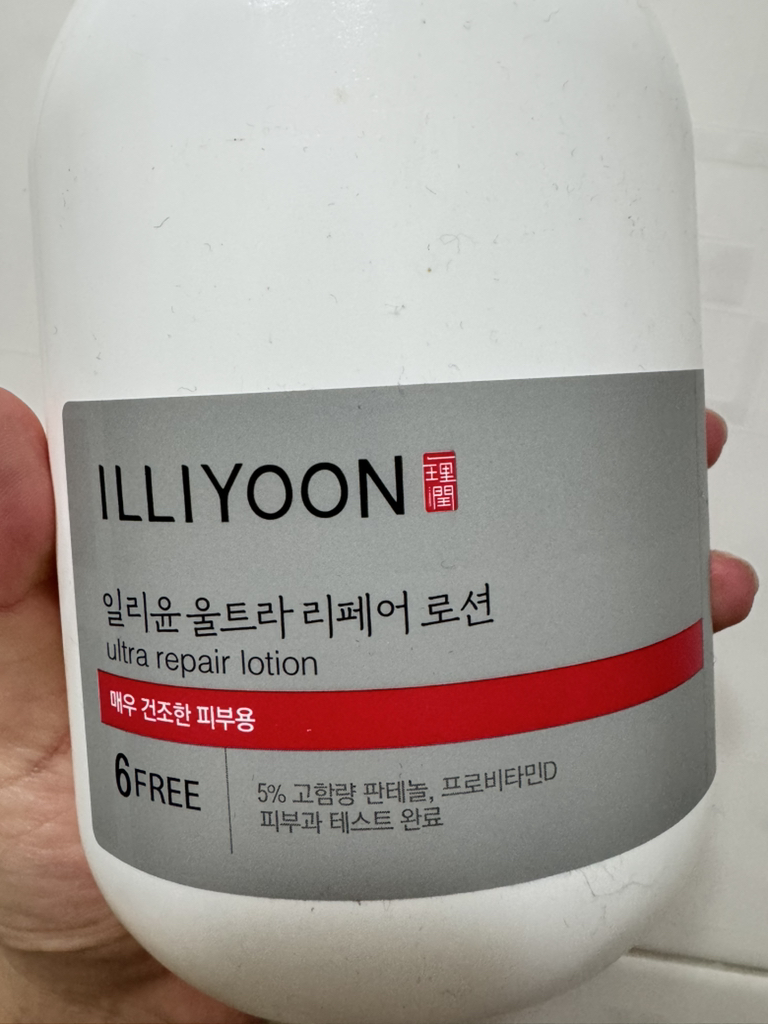 ILLIYOON 一理潤
일리윤 울트라 리페어 로션
ultra repair lotion
매우 건조한 피부용
6FREE
5% 고함량 판테놀, 프로비타민D
피부과 테스트 완료